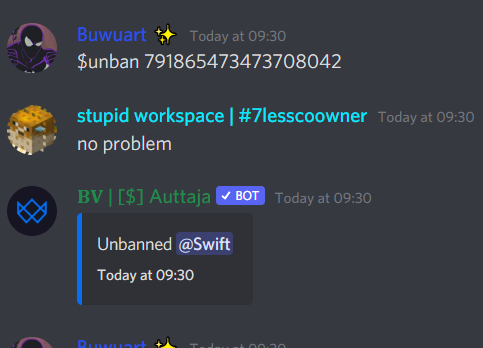 Buwuart ✨ Today at 09:30
$unban 791865473473708042
stupid workspace | #7lesscoowner Today at 09:30
no problem
BV | [$] Auttaja ✓ BOT Today at 09:30
Unbanned @Swift
Today at 09:30
Buwuart ✨ Today at 09:30